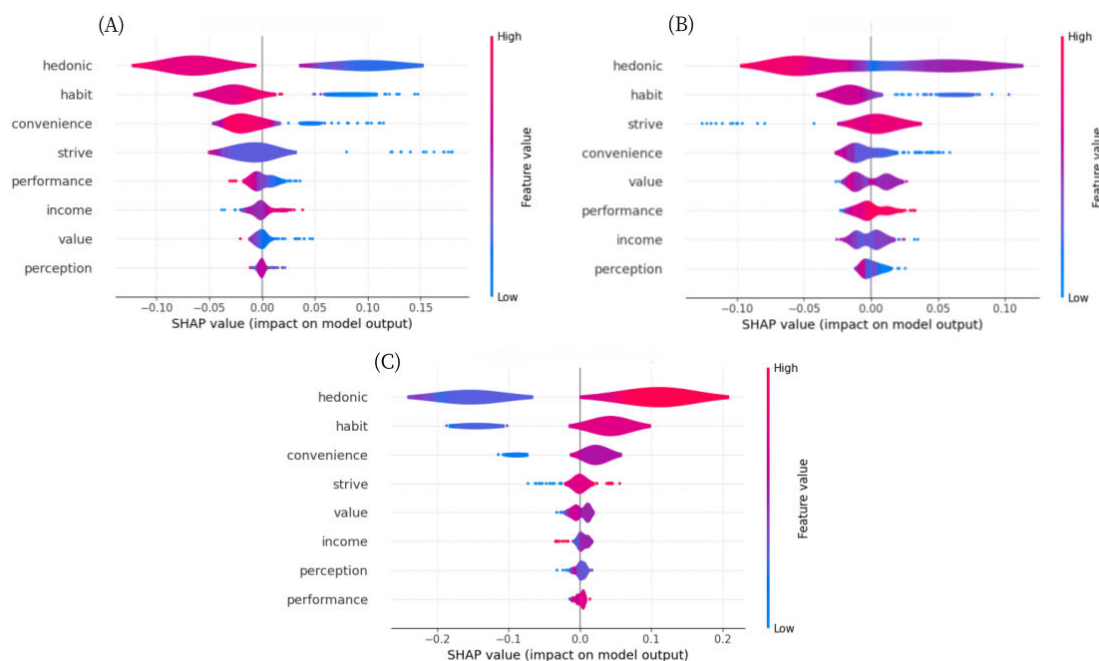 (A)
High
hedonic
habit
convenience
strive
performance
income
value
perception
Feature value
Low
−0.10 −0.05 0.00 0.05 0.10 0.15
SHAP value (impact on model output)
(B)
High
hedonic
habit
strive
convenience
value
performance
income
perception
Feature value
Low
−0.10 −0.05 0.00 0.05 0.10
SHAP value (impact on model output)
(C)
High
hedonic
habit
convenience
strive
value
income
perception
performance
Feature value
Low
−0.2 −0.1 0.0 0.1 0.2
SHAP value (impact on model output)